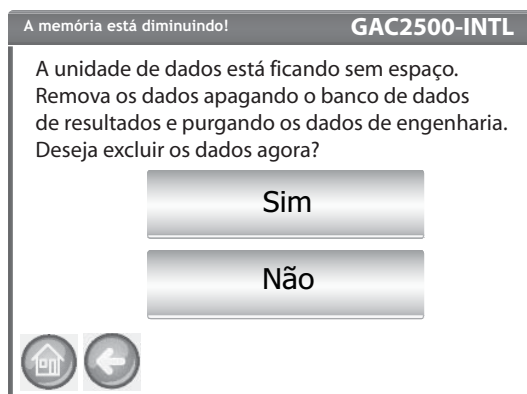 A memória está diminuindo!
GAC2500-INTL
A unidade de dados está ficando sem espaço.
Remova os dados apagando o banco de dados
de resultados e purgando os dados de engenharia.
Deseja excluir os dados agora?
Sim
Não